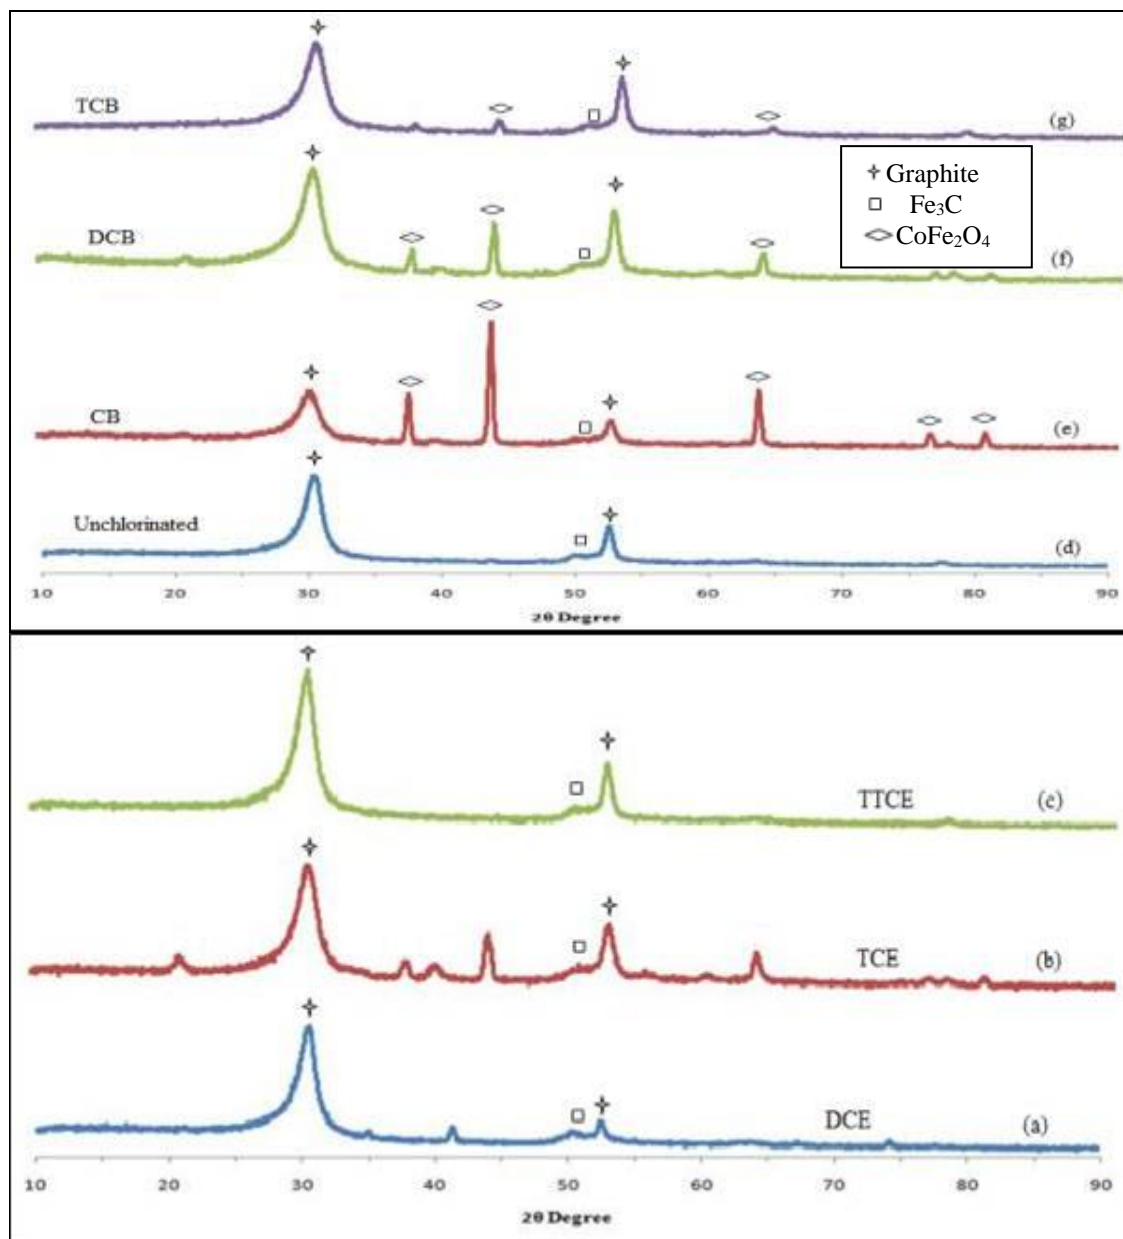 TCB
(g)
Graphite
Fe₃C
CoFe₂O₄
DCB
(f)
CB
(e)
Unchlorinated
(d)
10 20 30 40 50 60 70 80 90
2θ Degree
TTCE (c)
TCE (b)
DCE (a)
10 20 30 40 50 60 70 80 90
2θ Degree